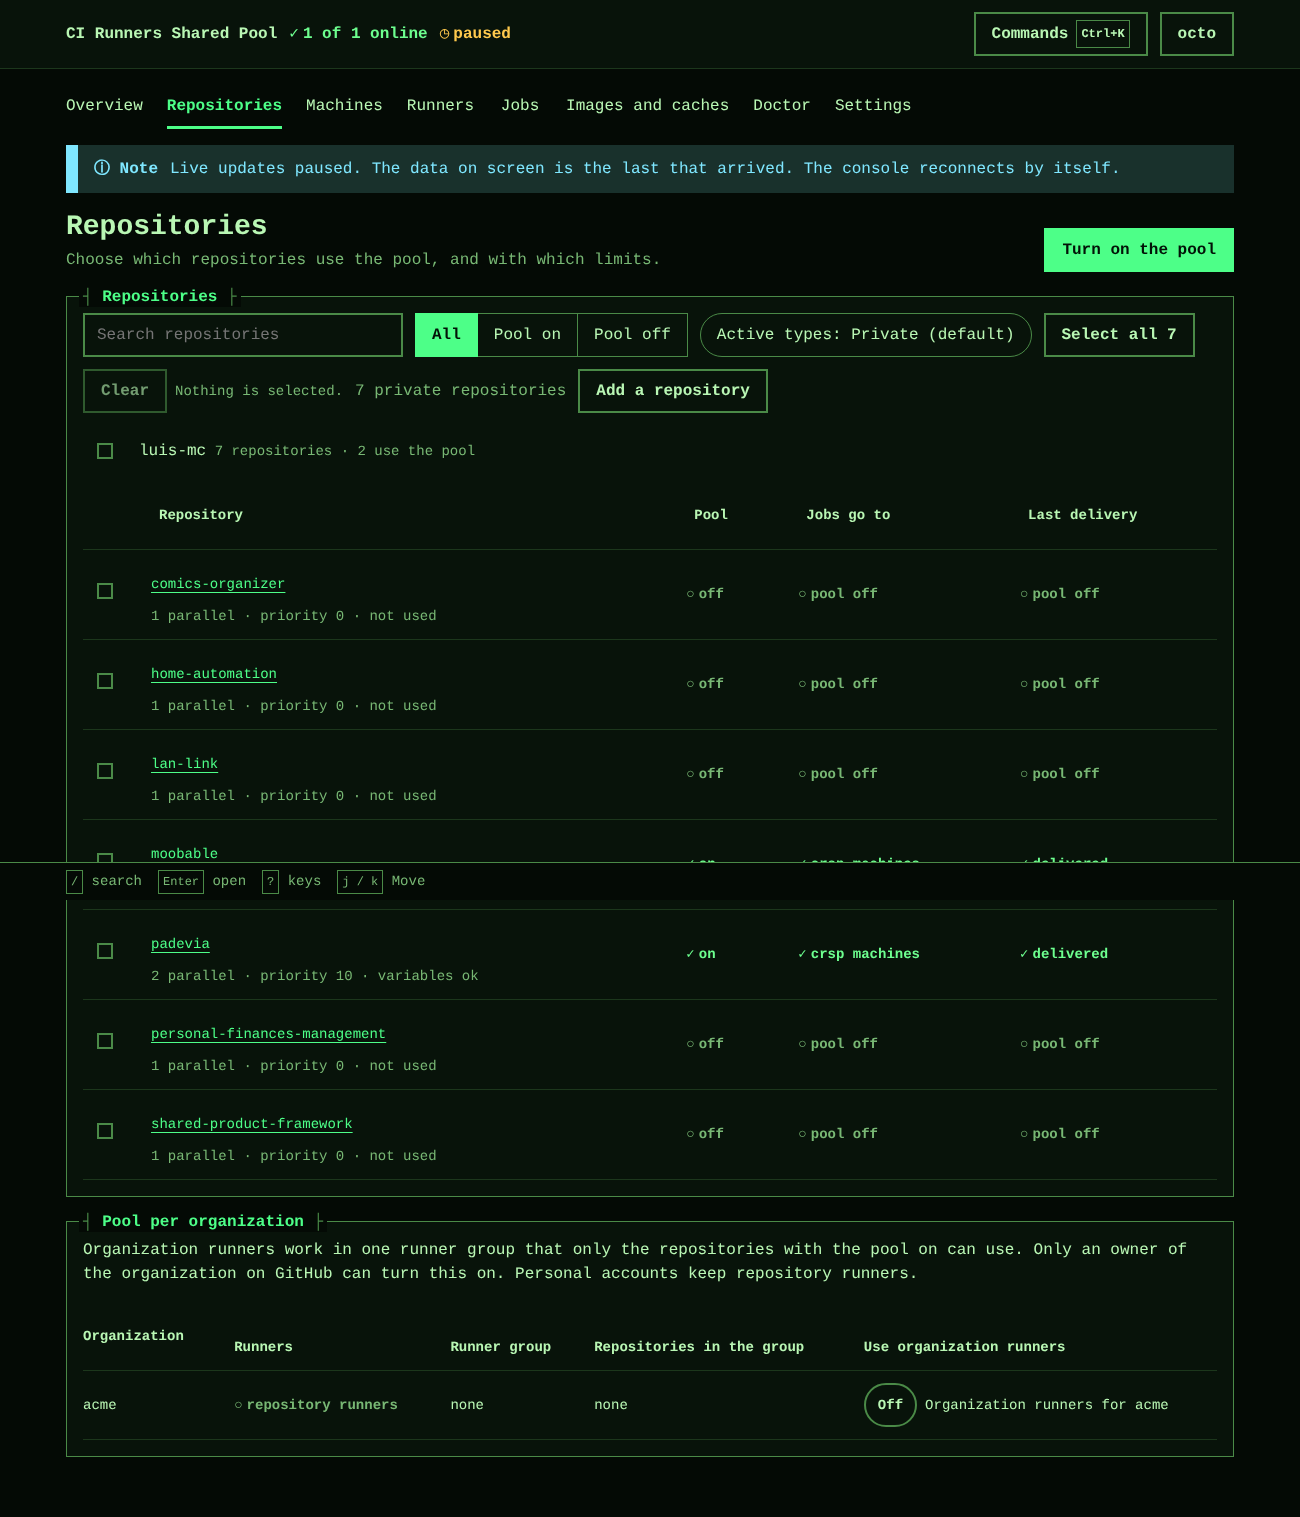 CI Runners Shared Pool ✓ 1 of 1 online ◷ paused Commands Ctrl+K octo
Overview Repositories Machines Runners Jobs Images and caches Doctor Settings
ⓘ Note Live updates paused. The data on screen is the last that arrived. The console reconnects by itself.
Repositories
Choose which repositories use the pool, and with which limits.
Turn on the pool
┤ Repositories ├
Search repositories All Pool on Pool off Active types: Private (default) Select all 7
Clear Nothing is selected. 7 private repositories Add a repository
luis-mc 7 repositories · 2 use the pool
Repository Pool Jobs go to Last delivery
comics-organizer
○ off ○ pool off ○ pool off
1 parallel · priority 0 · not used
home-automation
○ off ○ pool off ○ pool off
1 parallel · priority 0 · not used
lan-link
○ off ○ pool off ○ pool off
1 parallel · priority 0 · not used
moobable
✓ on ✓ crsp machines ✓ delivered
/ search Enter open ? keys j / k Move
padevia
✓ on ✓ crsp machines ✓ delivered
2 parallel · priority 10 · variables ok
personal-finances-management
○ off ○ pool off ○ pool off
1 parallel · priority 0 · not used
shared-product-framework
○ off ○ pool off ○ pool off
1 parallel · priority 0 · not used
┤ Pool per organization ├
Organization runners work in one runner group that only the repositories with the pool on can use. Only an owner of
the organization on GitHub can turn this on. Personal accounts keep repository runners.
Organization Runners Runner group Repositories in the group Use organization runners
acme ○ repository runners none none Off Organization runners for acme